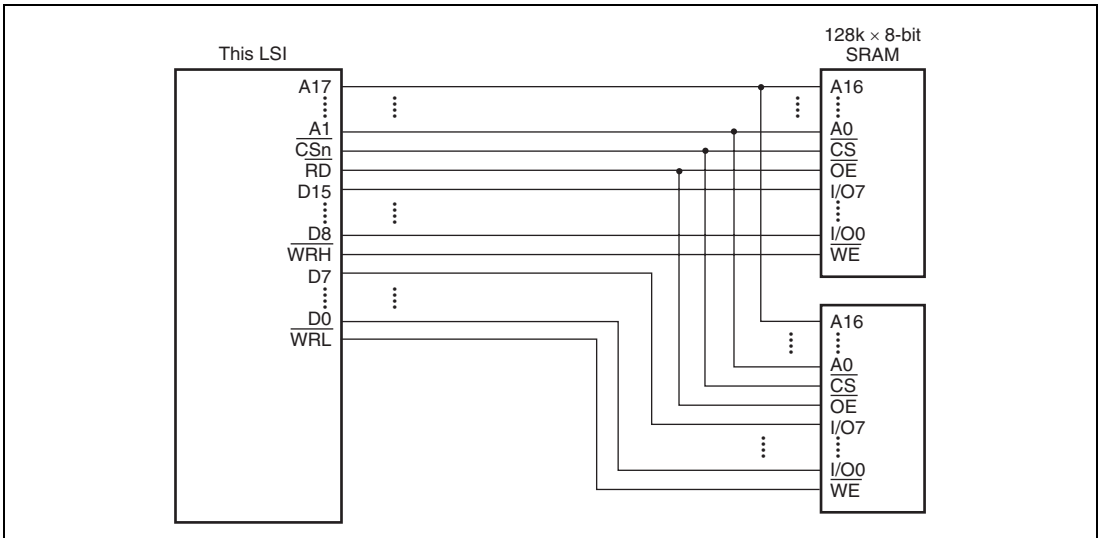 This LSI
A17
A1
CSn
RD
D15
D8
WRH
D7
D0
WRL
128k × 8-bit
SRAM
A16
A0
CS
OE
I/O7
I/O0
WE
A16
A0
CS
OE
I/O7
I/O0
WE